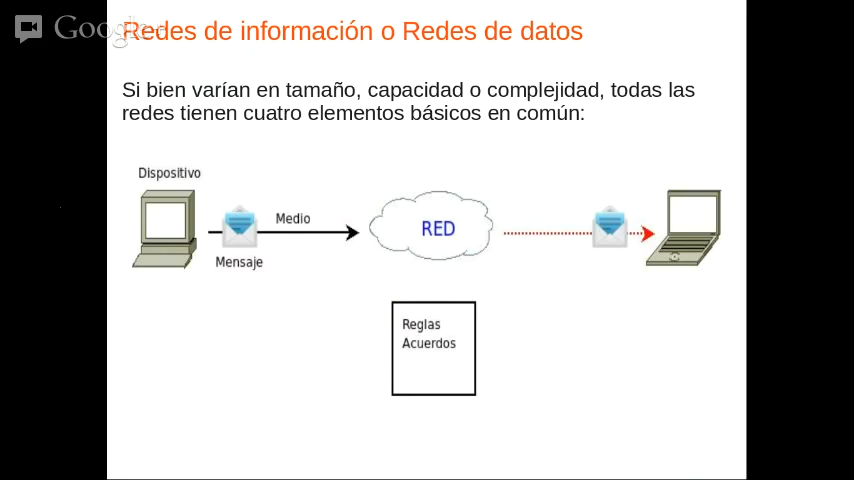 Google+
Redes de información o Redes de datos
Si bien varían en tamaño, capacidad o complejidad, todas las
redes tienen cuatro elementos básicos en común:
Dispositivo
Medio
RED
Mensaje
Reglas
Acuerdos